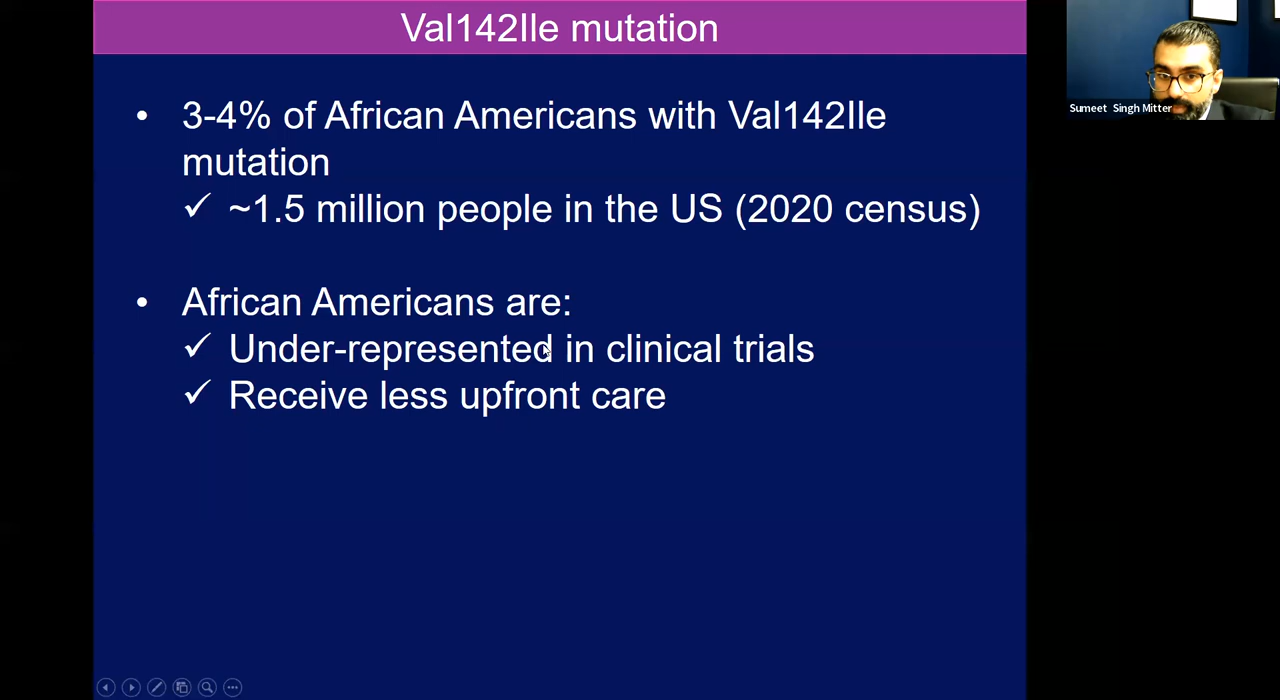 Val142Ile mutation
Sumeet Singh Mitter
• 3-4% of African Americans with Val142Ile
mutation
✓ ~1.5 million people in the US (2020 census)
• African Americans are:
✓ Under-represented in clinical trials
✓ Receive less upfront care